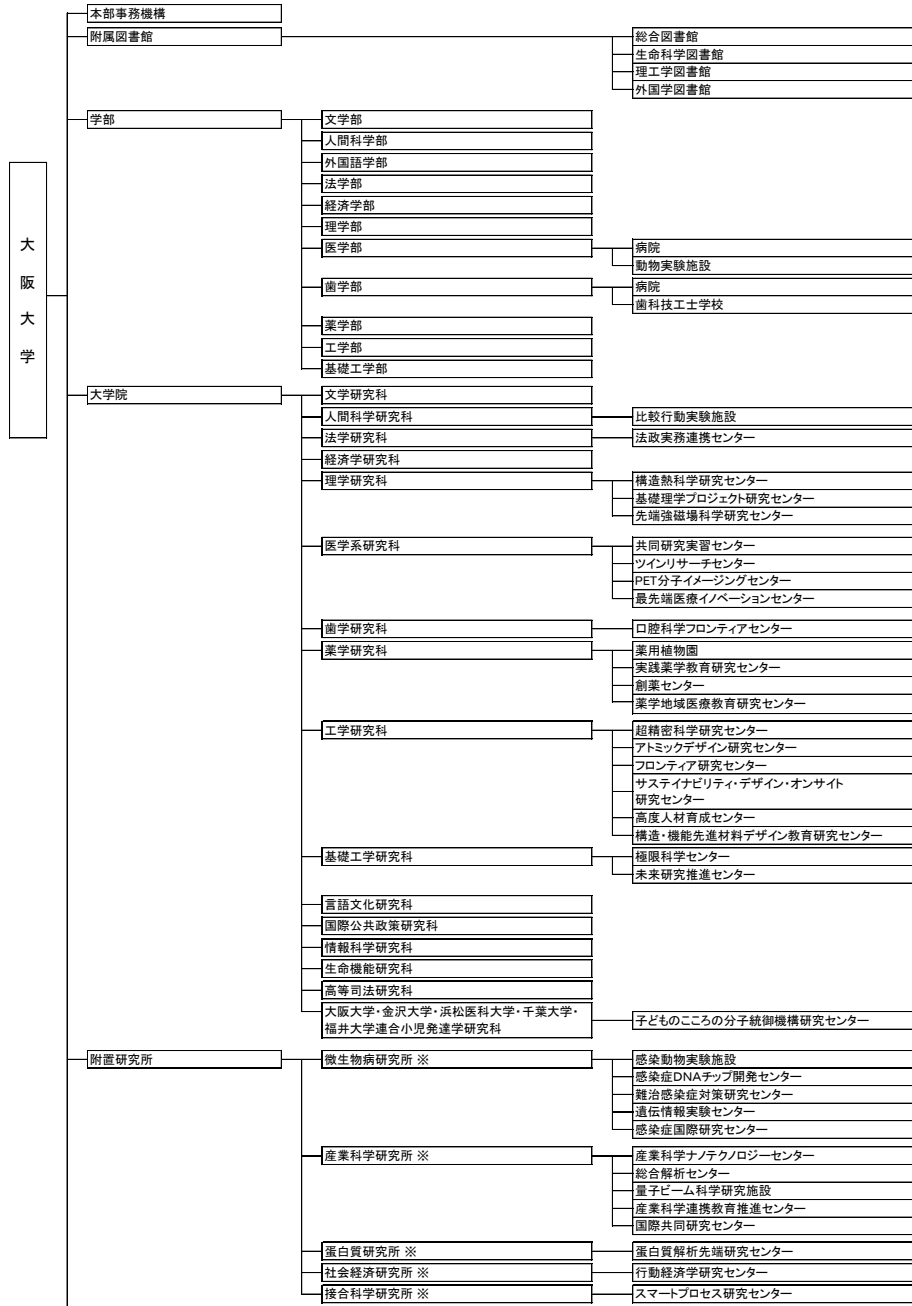 大阪大学
本部事務機構
附属図書館
総合図書館
生命科学図書館
理工学図書館
外国学図書館
学部
文学部
人間科学部
外国語学部
法学部
経済学部
理学部
医学部
病院
動物実験施設
歯学部
病院
歯科技工士学校
薬学部
工学部
基礎工学部
大学院
文学研究科
人間科学研究科
比較行動実験施設
法学研究科
法政実務連携センター
経済学研究科
理学研究科
構造熱科学研究センター
基礎理学プロジェクト研究センター
先端強磁場科学研究センター
医学系研究科
共同研究実習センター
ツインリサーチセンター
PET分子イメージングセンター
最先端医療イノベーションセンター
歯学研究科
口腔科学フロンティアセンター
薬学研究科
薬用植物園
実践薬学教育研究センター
創薬センター
薬学地域医療教育研究センター
工学研究科
超精密科学研究センター
アトミックデザイン研究センター
フロンティア研究センター
サステイナビリティ・デザイン・オンサイト
研究センター
高度人材育成センター
構造・機能先進材料デザイン教育研究センター
基礎工学研究科
極限科学センター
未来研究推進センター
言語文化研究科
国際公共政策研究科
情報科学研究科
生命機能研究科
高等司法研究科
大阪大学・金沢大学・浜松医科大学・千葉大学・
福井大学連合小児発達学研究科
子どものこころの分子統御機構研究センター
附置研究所
微生物病研究所 ※
感染動物実験施設
感染症DNAチップ開発センター
難治感染症対策研究センター
遺伝情報実験センター
感染症国際研究センター
産業科学研究所 ※
産業科学ナノテクノロジーセンター
総合解析センター
量子ビーム科学研究施設
産業科学連携教育推進センター
国際共同研究センター
蛋白質研究所 ※
蛋白質解析先端研究センター
社会経済研究所 ※
行動経済学研究センター
接合科学研究所 ※
スマートプロセス研究センター